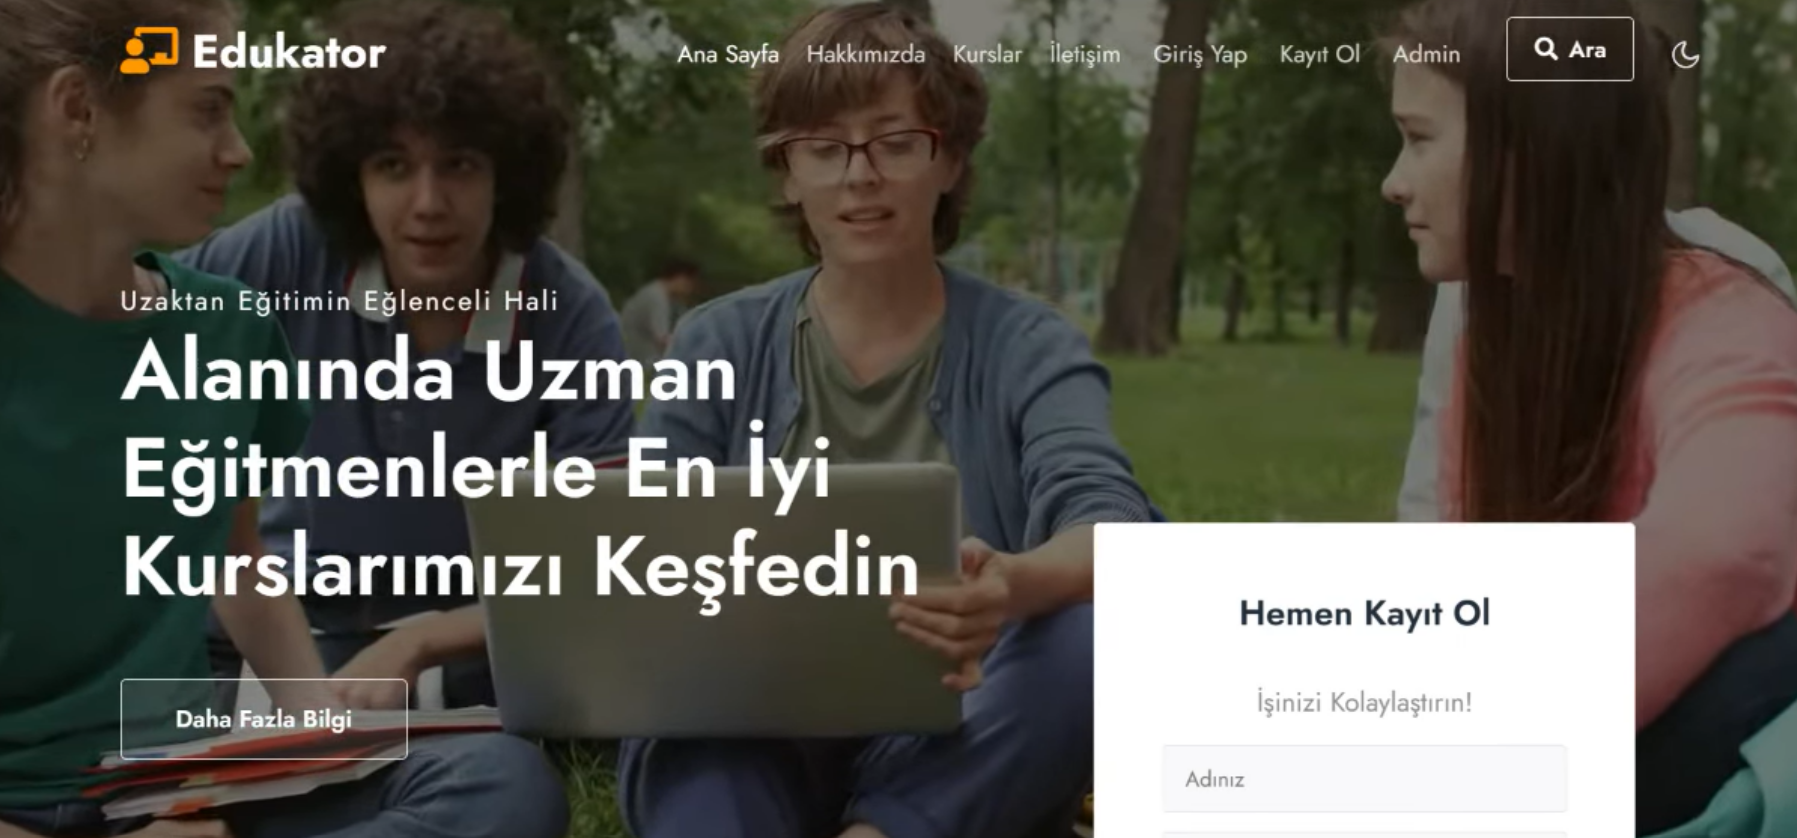 Edukator
Ana Sayfa Hakkımızda Kurslar İletişim Giriş Yap Kayıt Ol Admin Ara
Uzaktan Eğitimin Eğlenceli Hali
Alanında Uzman
Eğitmenlerle En İyi
Kurslarımızı Keşfedin
Daha Fazla Bilgi
Hemen Kayıt Ol
İşinizi Kolaylaştırın!
Adınız